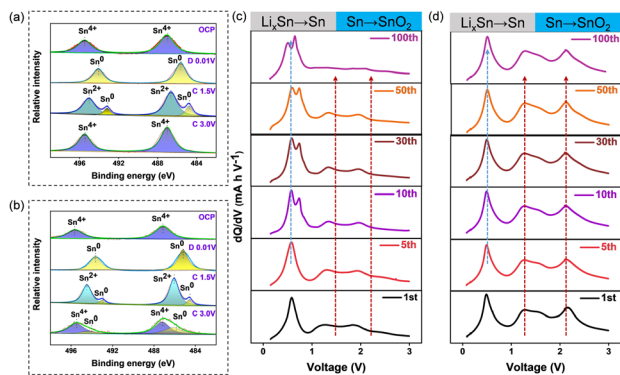 (a)
Sn4+
Sn4+
OCP
Sn0
Sn0
D 0.01V
Sn2+
Sn0
Sn2+
Sn0
C 1.5V
Sn4+
Sn4+
C 3.0V
Relative intensity
496 492 488 484
Binding energy (eV)
(b)
Sn4+
Sn4+
OCP
Sn0
Sn0
D 0.01V
Sn2+
Sn0
Sn2+
Sn0
C 1.5V
Sn4+
Sn0
Sn4+
Sn0
C 3.0V
Relative intensity
496 492 488 484
Binding energy (eV)
(c)
LixSn→Sn Sn→SnO2
100th
50th
30th
10th
5th
1st
dQ/dV (mA h V-1)
0 1 2 3
Voltage (V)
(d)
LixSn→Sn Sn→SnO2
100th
50th
30th
10th
5th
1st
0 1 2 3
Voltage (V)